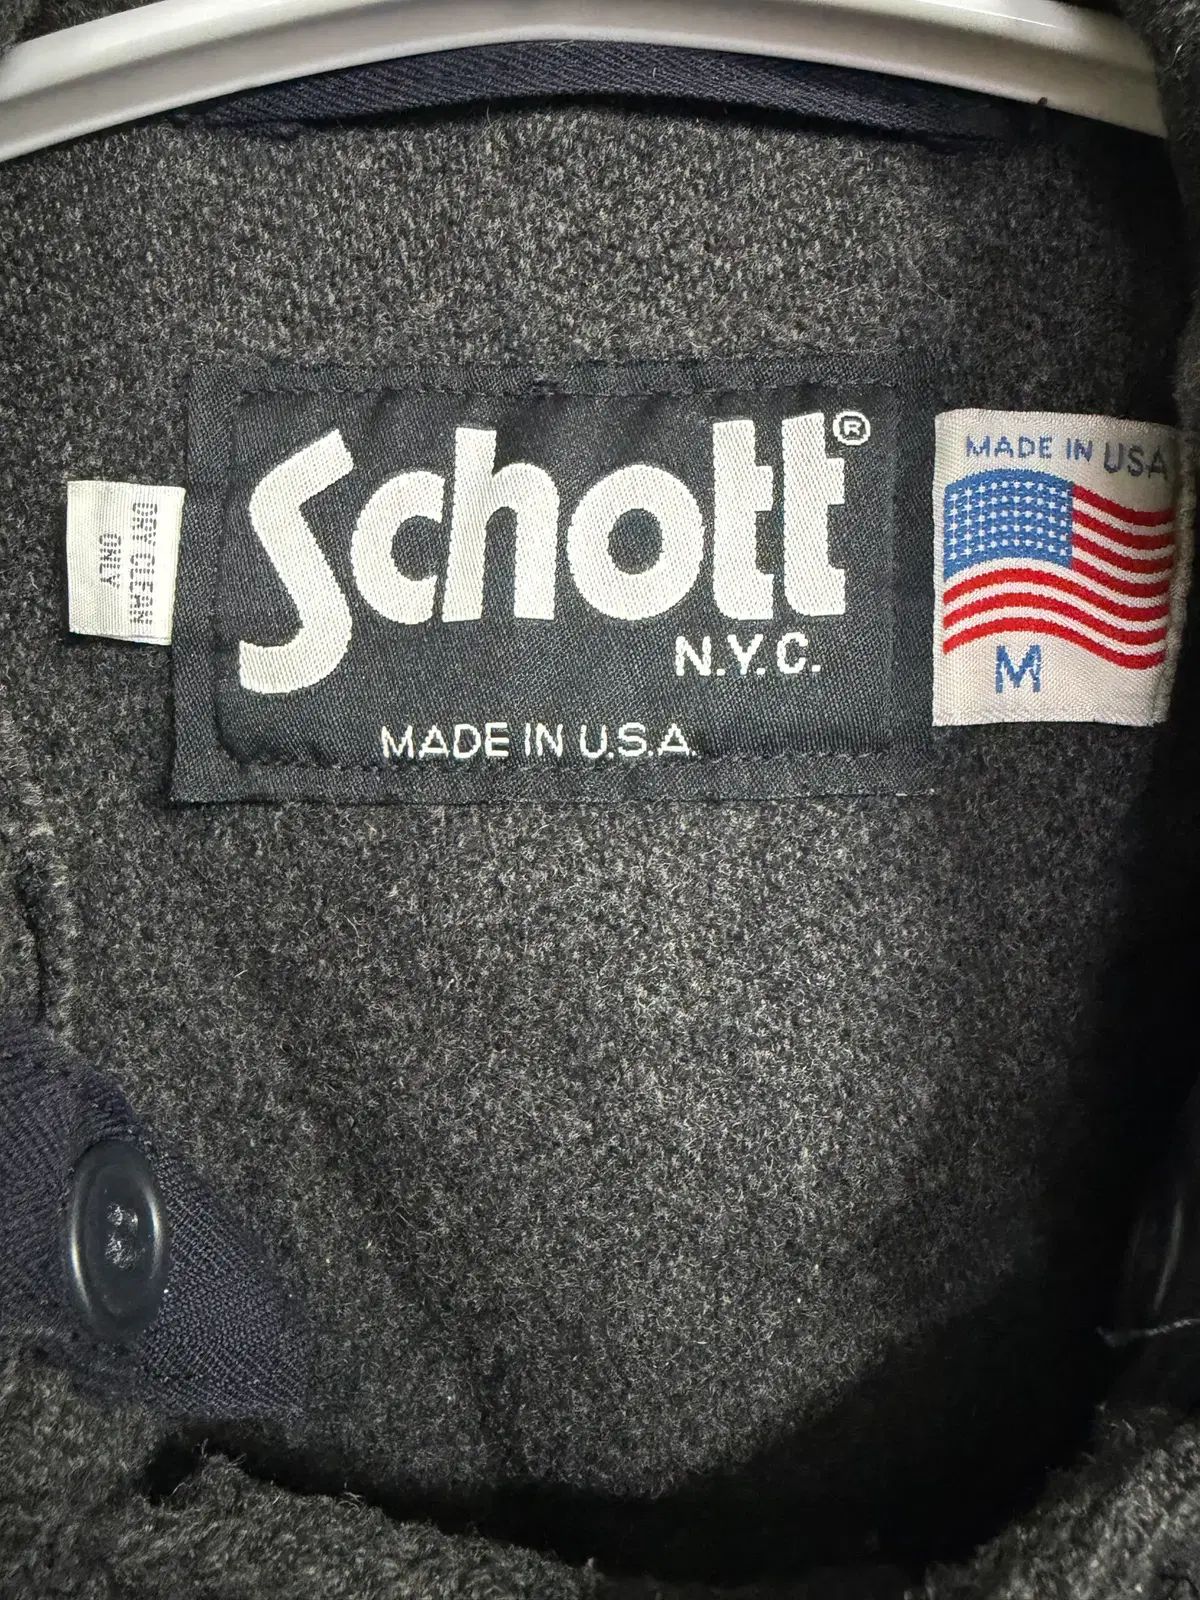 DRY CLEAN
ONLY
Schott®
N.Y.C.
MADE IN U.S.A.
MADE IN USA
M